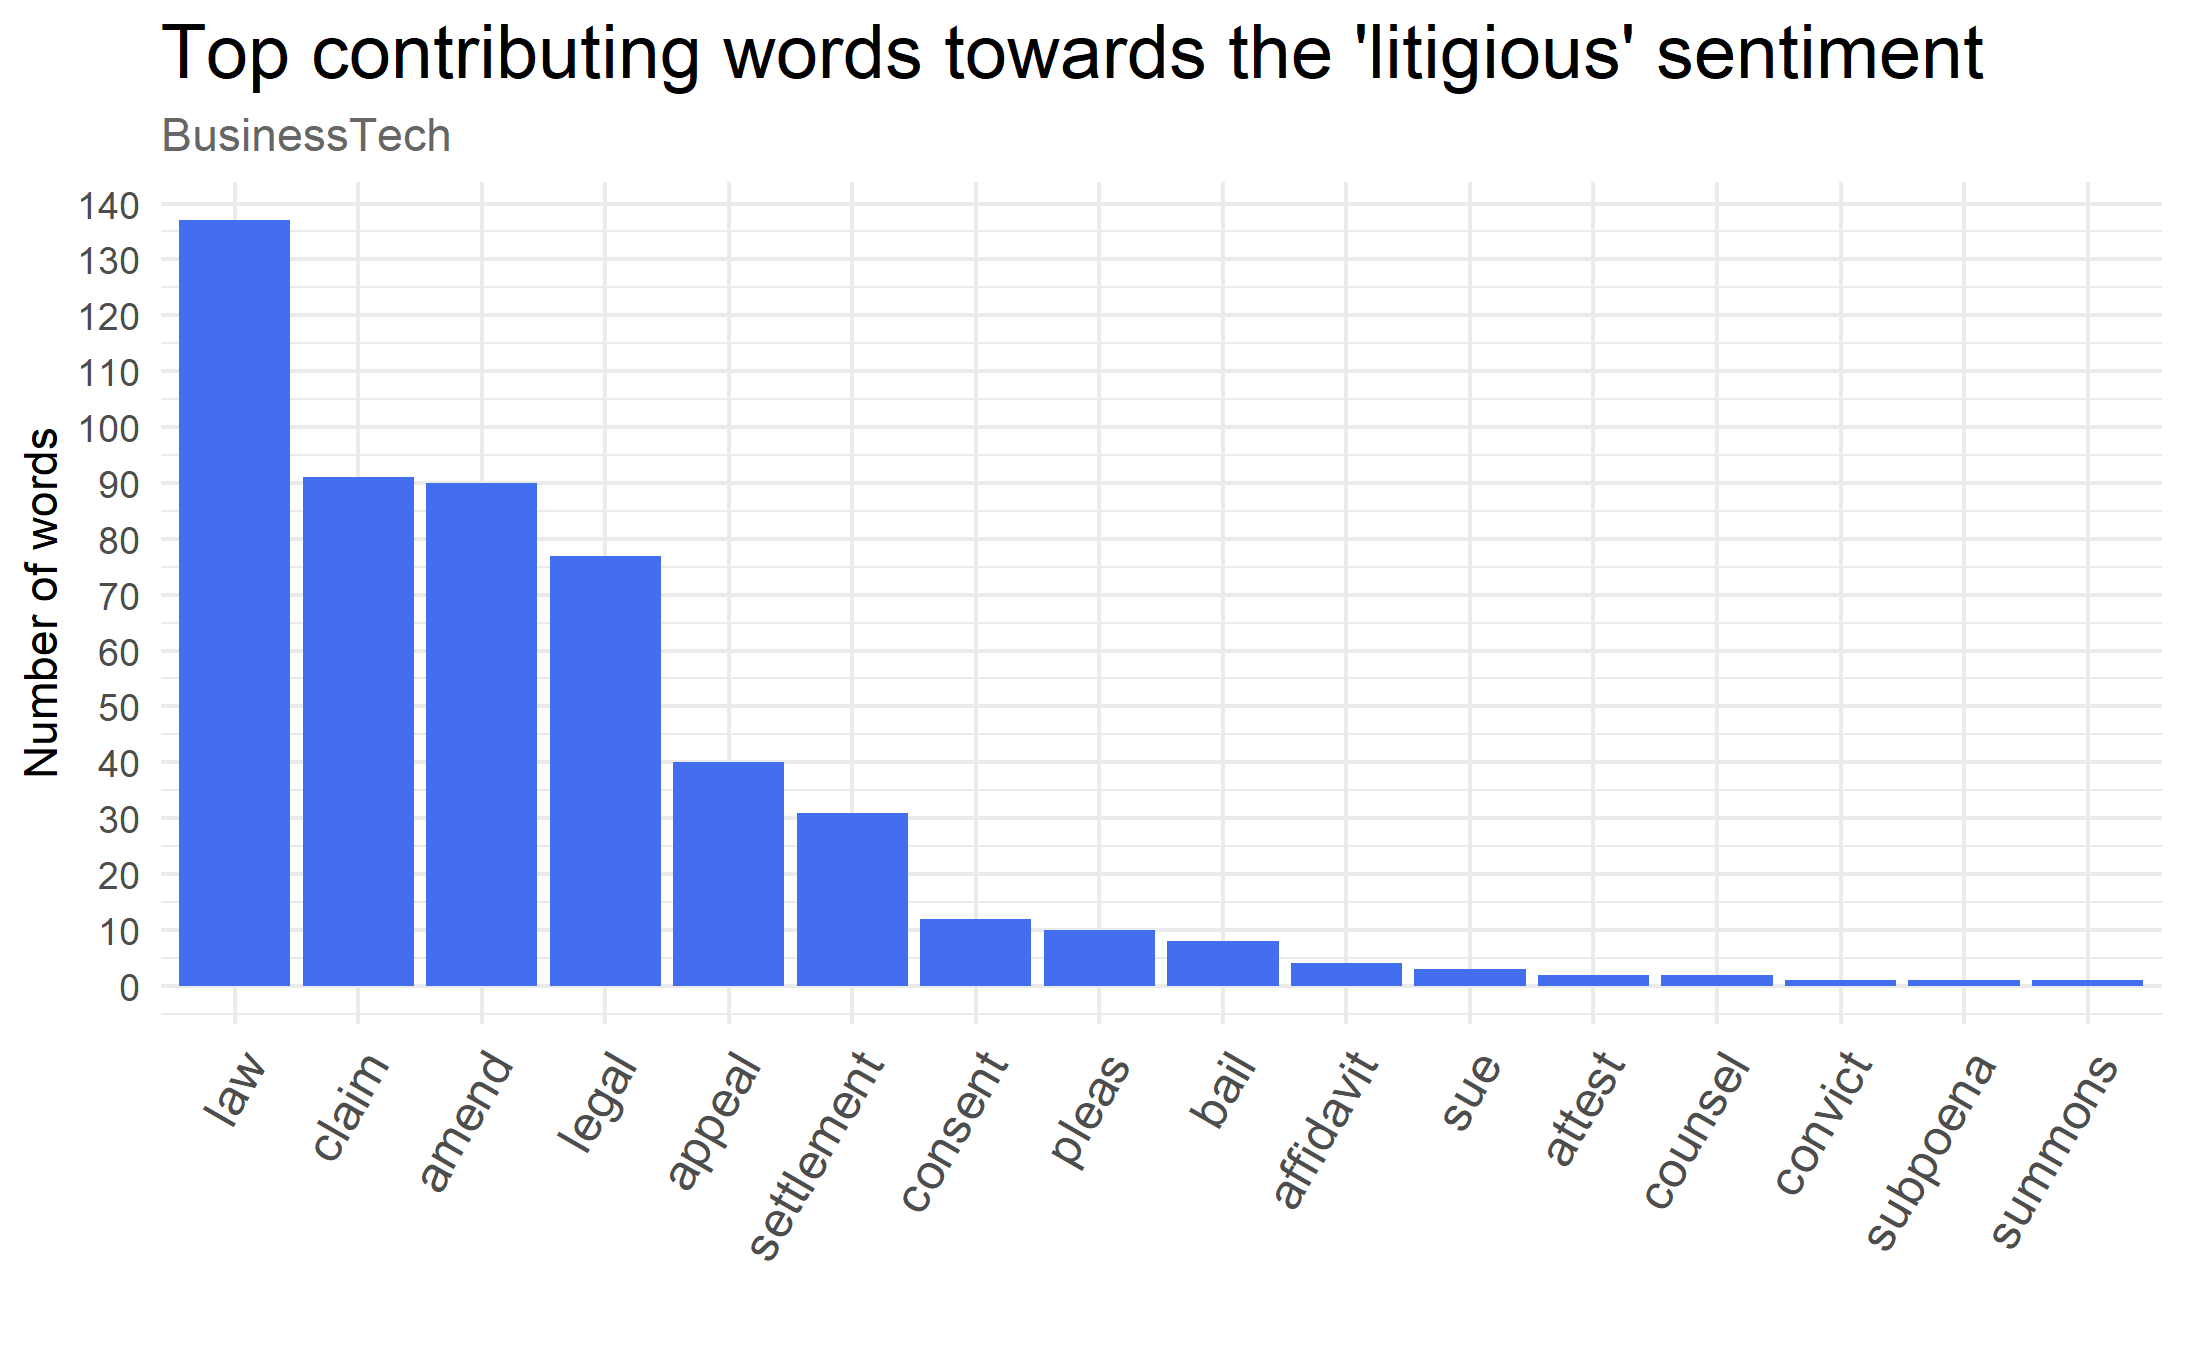 Top contributing words towards the 'litigious' sentiment
BusinessTech
Number of words
140
130
120
110
100
90
80
70
60
50
40
30
20
10
0
law
claim
amend
legal
appeal
settlement
consent
pleas
bail
affidavit
sue
attest
counsel
convict
subpoena
summons